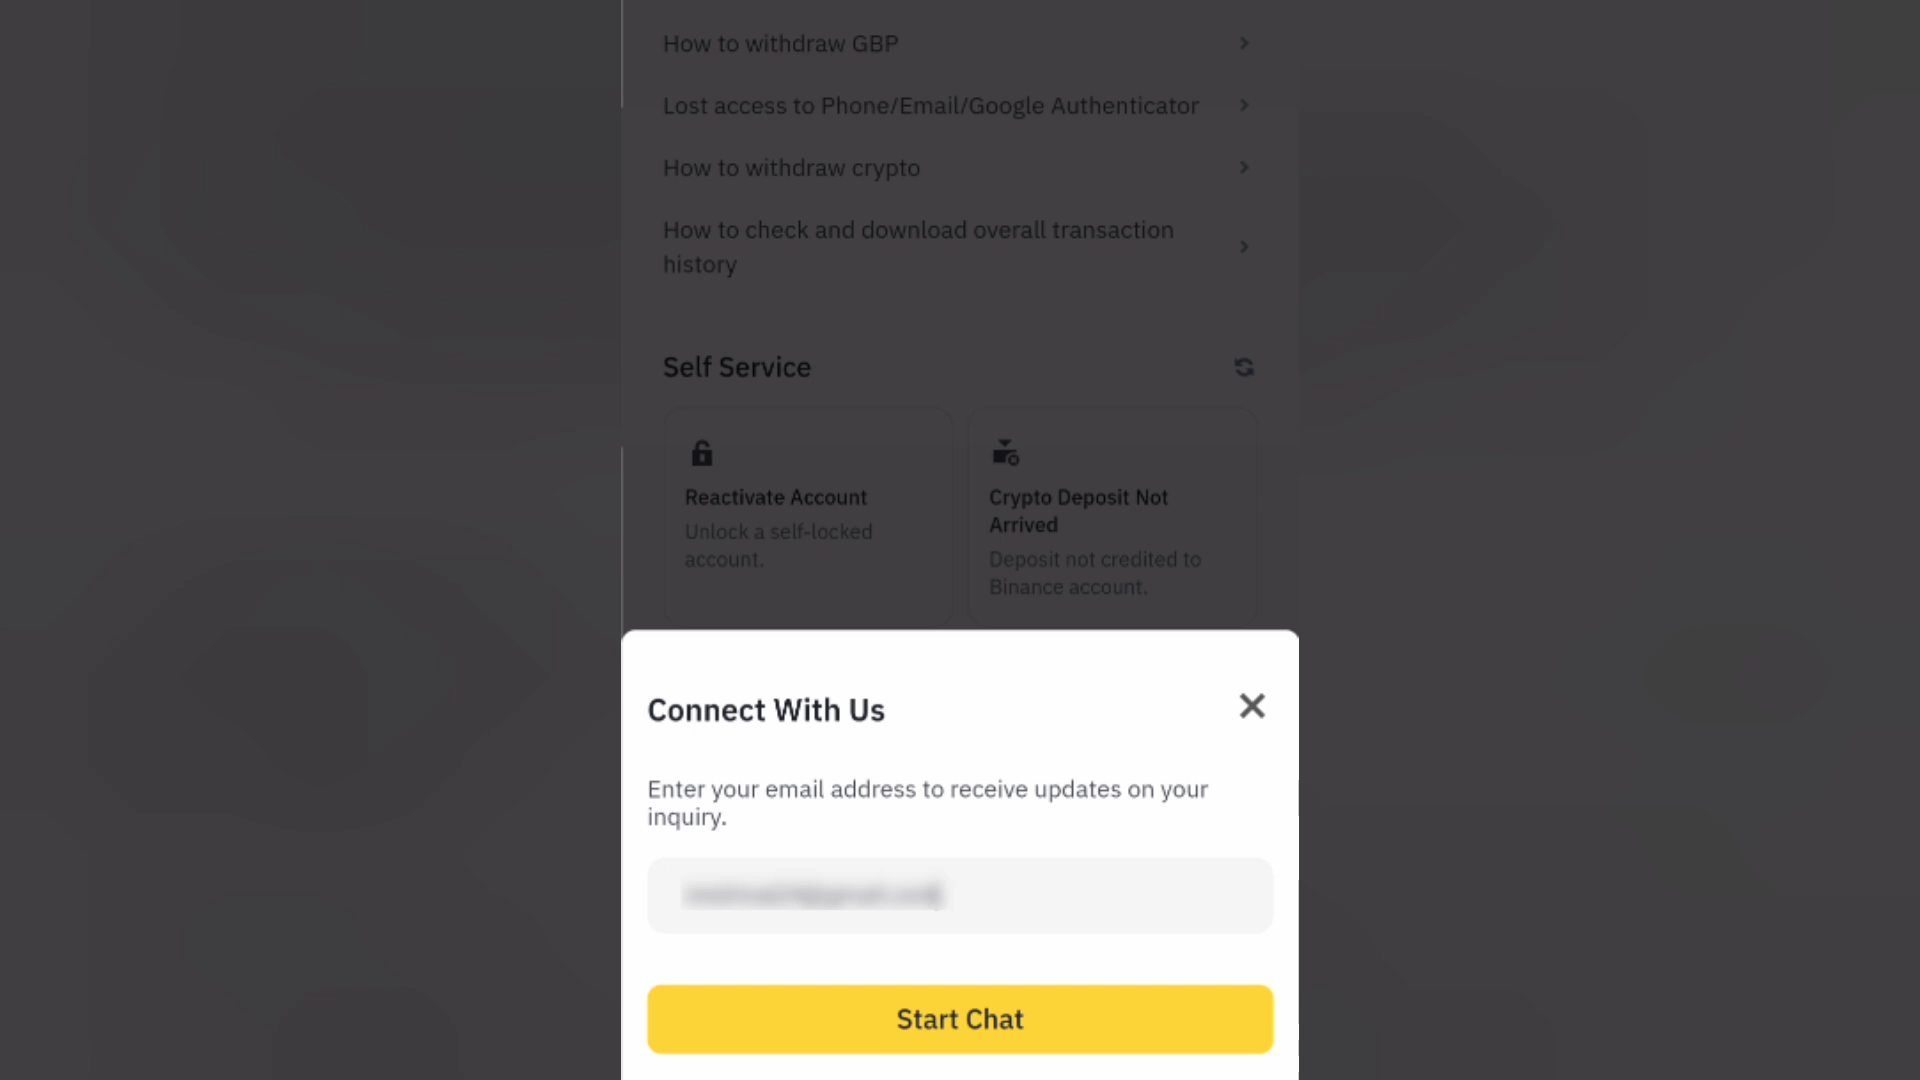 How to withdraw GBP
Lost access to Phone/Email/Google Authenticator
How to withdraw crypto
How to check and download overall transaction
history
Self Service
Reactivate Account
Unlock a self-locked
account.
Crypto Deposit Not
Arrived
Deposit not credited to
Binance account.
Connect With Us
Enter your email address to receive updates on your
inquiry.
Start Chat